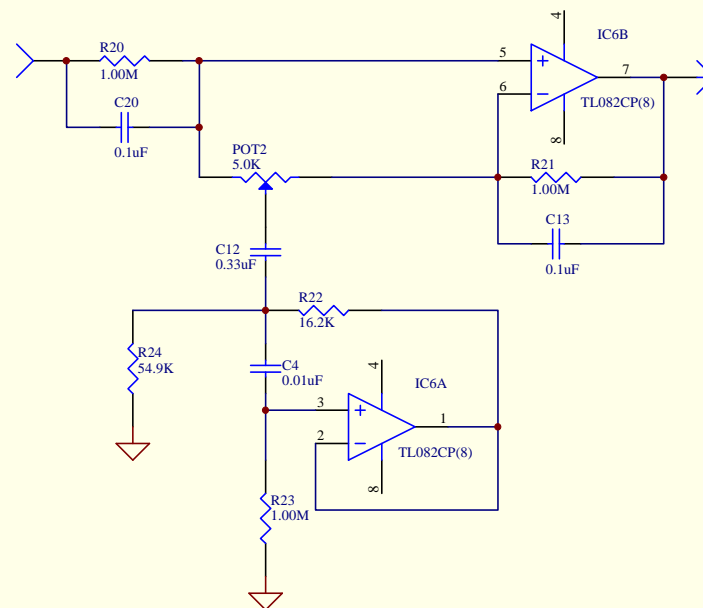 4
IC6B
R20
5
7
1.00M
6
TL082CP(8)
C20
8
0.1uF
POT2
5.0K
R21
1.00M
C13
C12
0.33uF
0.1uF
R22
16.2K
R24
54.9K
C4
0.01uF
4
IC6A
3
1
2
TL082CP(8)
8
R23
1.00M